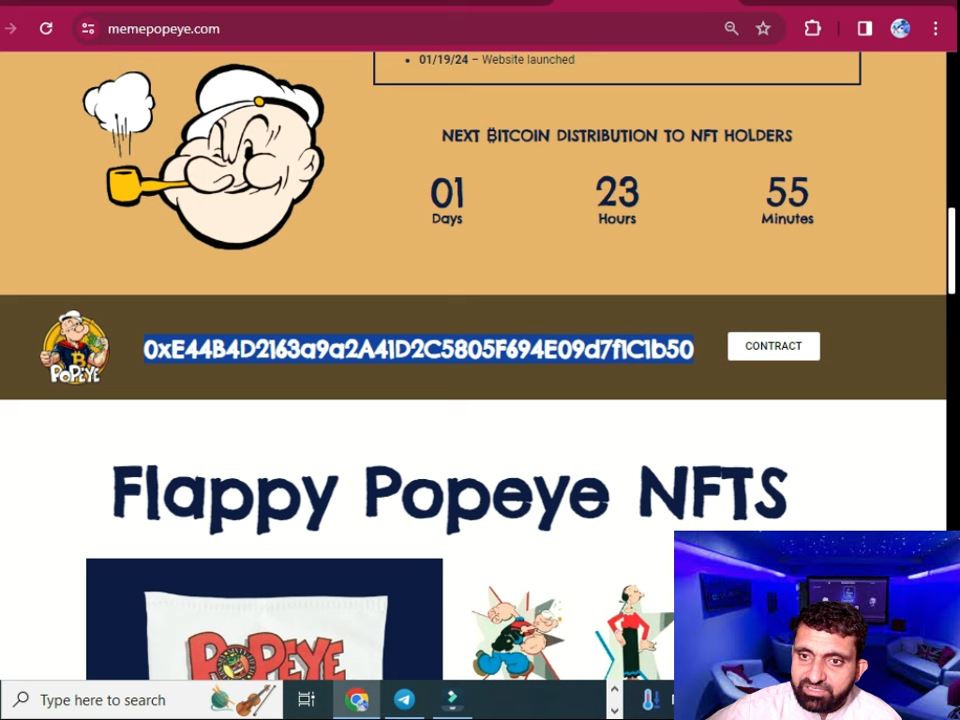 memepopeye.com
01/19/24 – Website launched
NEXT ₿ITCOIN DISTRIBUTION TO NFT HOLDERS
01 23 55
Days Hours Minutes
POPEYE
0xE44B4D2163a9a2A41D2C5805F694E09d7f1C1b50
CONTRACT
Flappy Popeye NFTS
POPEYE
Type here to search